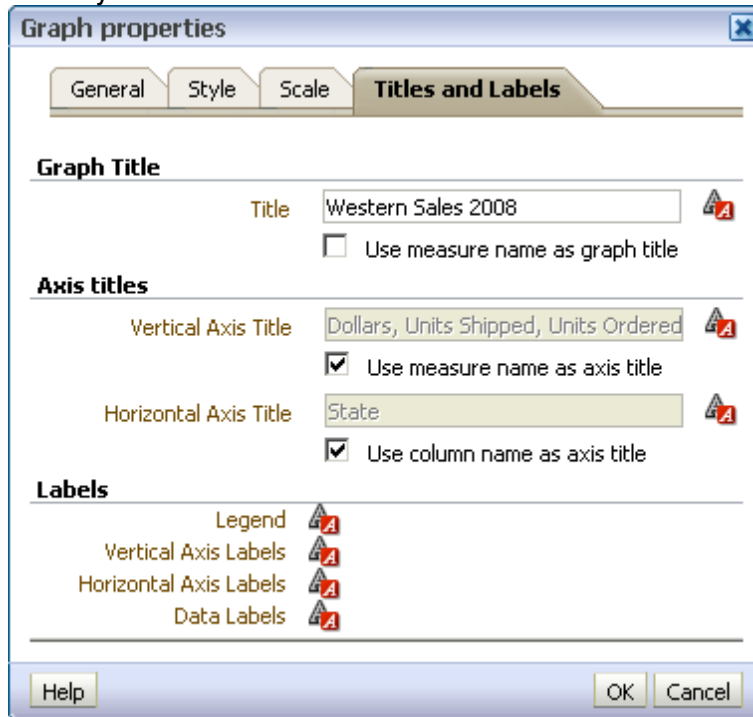 Graph properties
General Style Scale Titles and Labels
Graph Title
Title Western Sales 2008
Use measure name as graph title
Axis titles
Vertical Axis Title Dollars, Units Shipped, Units Ordered
Use measure name as axis title
Horizontal Axis Title State
Use column name as axis title
Labels
Legend
Vertical Axis Labels
Horizontal Axis Labels
Data Labels
Help OK Cancel